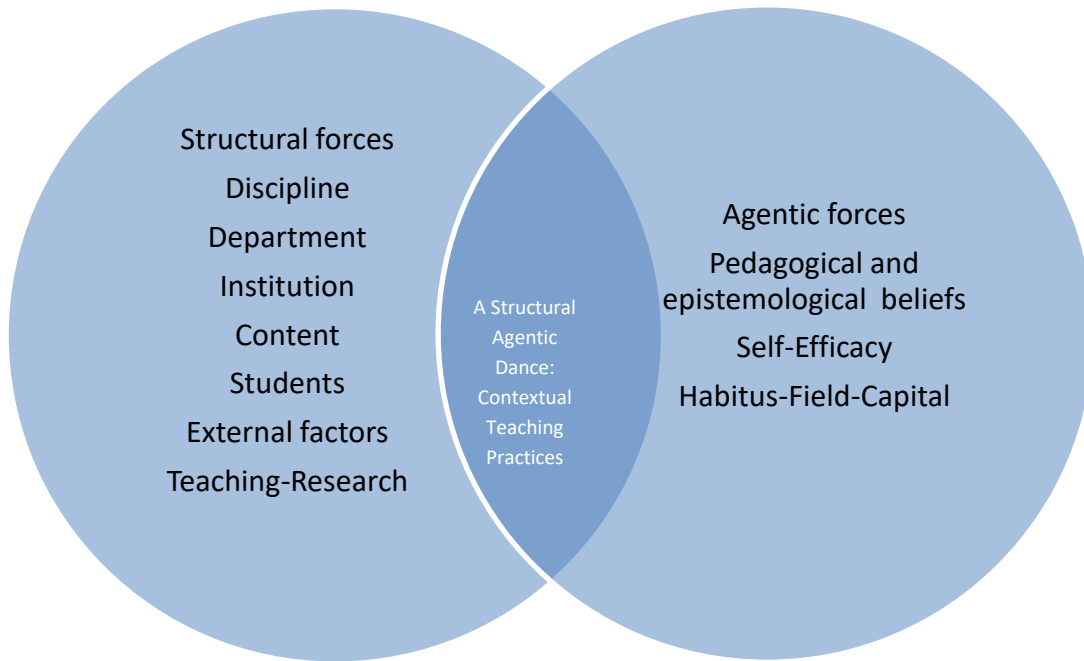 Structural forces
Discipline
Department
Institution
Content
Students
External factors
Teaching-Research
A Structural
Agentic
Dance:
Contextual
Teaching
Practices
Agentic forces
Pedagogical and
epistemological beliefs
Self-Efficacy
Habitus-Field-Capital